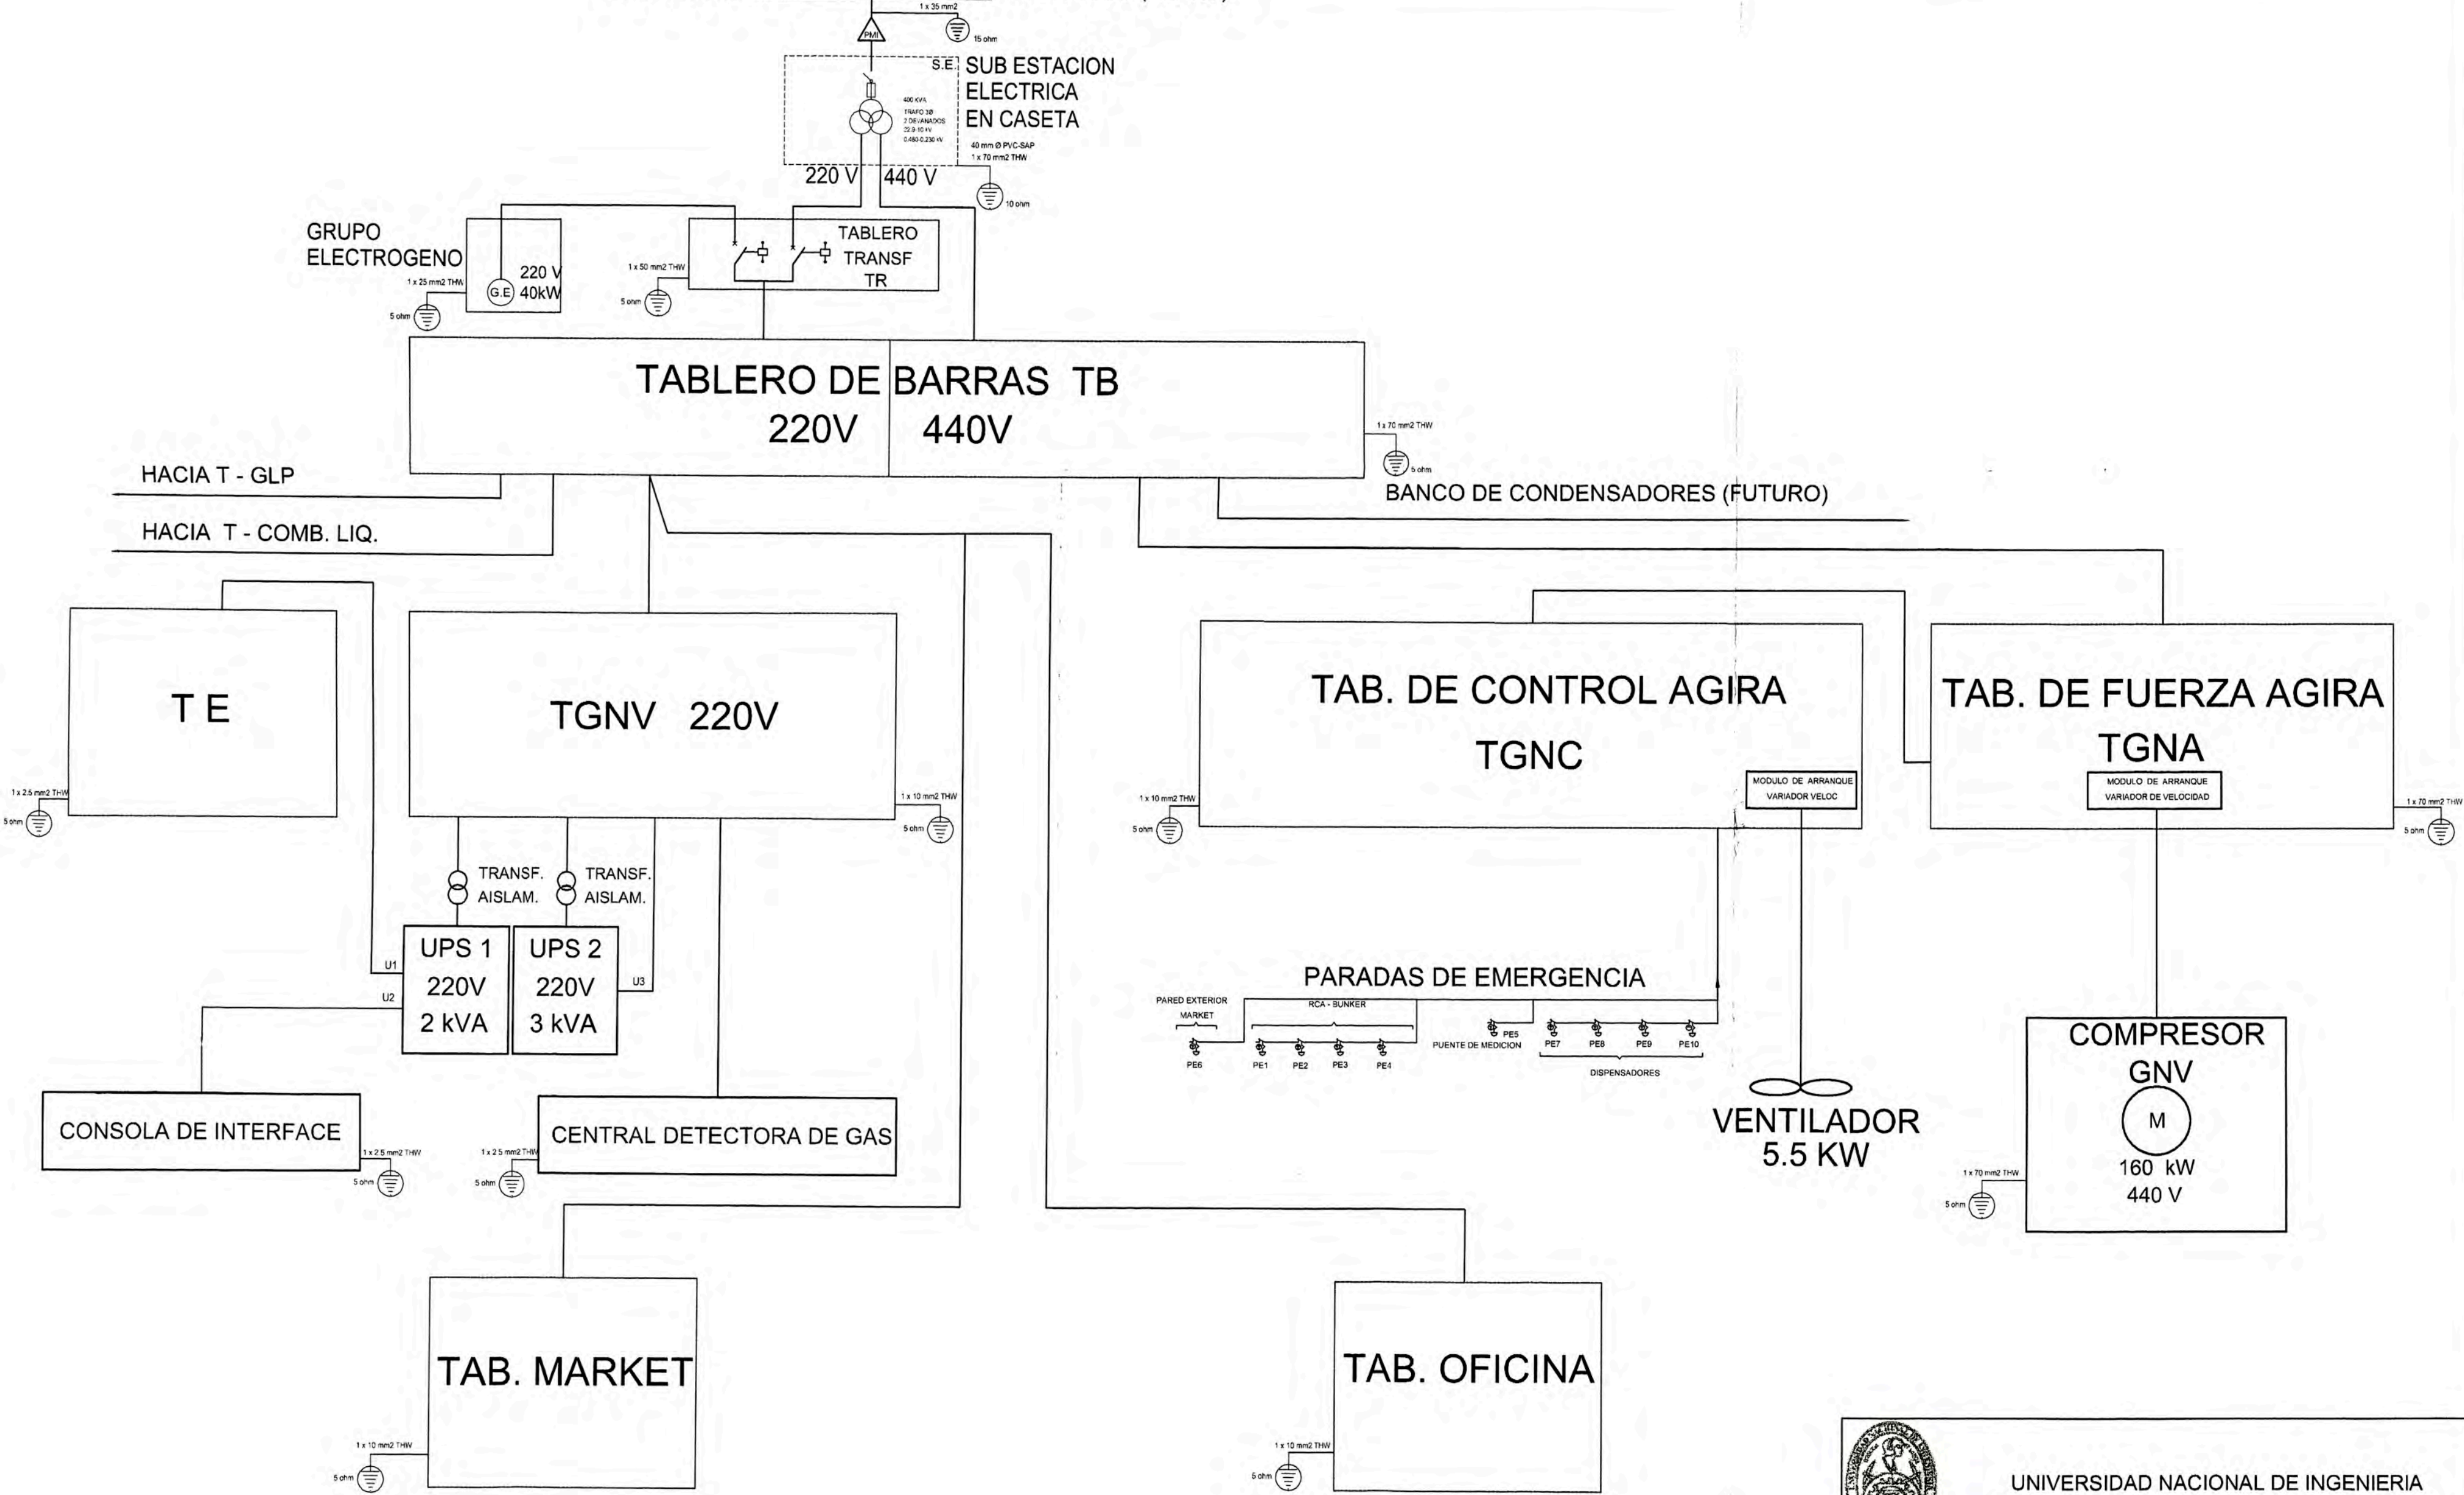 1 x 35 mm2
PMI
15 ohm
S.E.
SUB ESTACION
ELECTRICA
EN CASETA
400 KVA
TRAFO 3Ø
2 DEVANADOS
22.9-10 kV
0.480-0.230 kV
40 mm Ø PVC-SAP
1 x 70 mm2 THW
10 ohm
220 V
440 V
GRUPO
ELECTROGENO
1 x 25 mm2 THW
5 ohm
G.E
220 V
40kW
1 x 50 mm2 THW
5 ohm
TABLERO
TRANSF
TR
TABLERO DE BARRAS TB
220V
440V
1 x 70 mm2 THW
5 ohm
HACIA T - GLP
HACIA T - COMB. LIQ.
BANCO DE CONDENSADORES (FUTURO)
T E
1 x 2.5 mm2 THW
5 ohm
TGNV 220V
1 x 10 mm2 THW
5 ohm
TAB. DE CONTROL AGIRA
TGNC
MODULO DE ARRANQUE
VARIADOR VELOC
1 x 10 mm2 THW
5 ohm
TAB. DE FUERZA AGIRA
TGNA
MODULO DE ARRANQUE
VARIADOR DE VELOCIDAD
1 x 70 mm2 THW
5 ohm
TRANSF.
AISLAM.
TRANSF.
AISLAM.
U1
U2
UPS 1
220V
2 kVA
UPS 2
220V
3 kVA
U3
PARADAS DE EMERGENCIA
PARED EXTERIOR
MARKET
RCA - BUNKER
PE6
PE1
PE2
PE3
PE4
PE5
PUENTE DE MEDICION
PE7
PE8
PE9
PE10
DISPENSADORES
VENTILADOR
5.5 KW
COMPRESOR
GNV
M
160 kW
440 V
1 x 70 mm2 THW
5 ohm
CONSOLA DE INTERFACE
1 x 2.5 mm2 THW
5 ohm
CENTRAL DETECTORA DE GAS
1 x 2.5 mm2 THW
5 ohm
TAB. MARKET
1 x 10 mm2 THW
5 ohm
TAB. OFICINA
1 x 10 mm2 THW
5 ohm
UNIVERSIDAD NACIONAL DE INGENIERIA